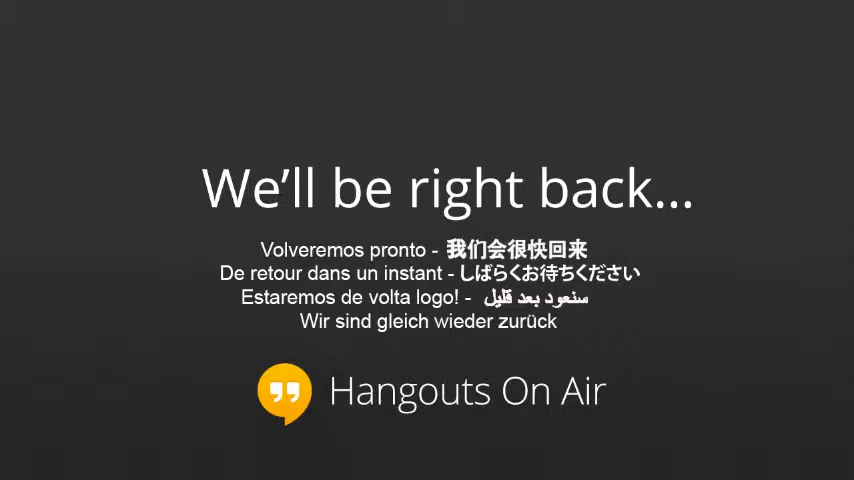 We'll be right back...
Volveremos pronto - 我们会很快回来
De retour dans un instant - しばらくお待ちください
Estaremos de volta logo! - سنعود بعد قليل
Wir sind gleich wieder zurück
Hangouts On Air